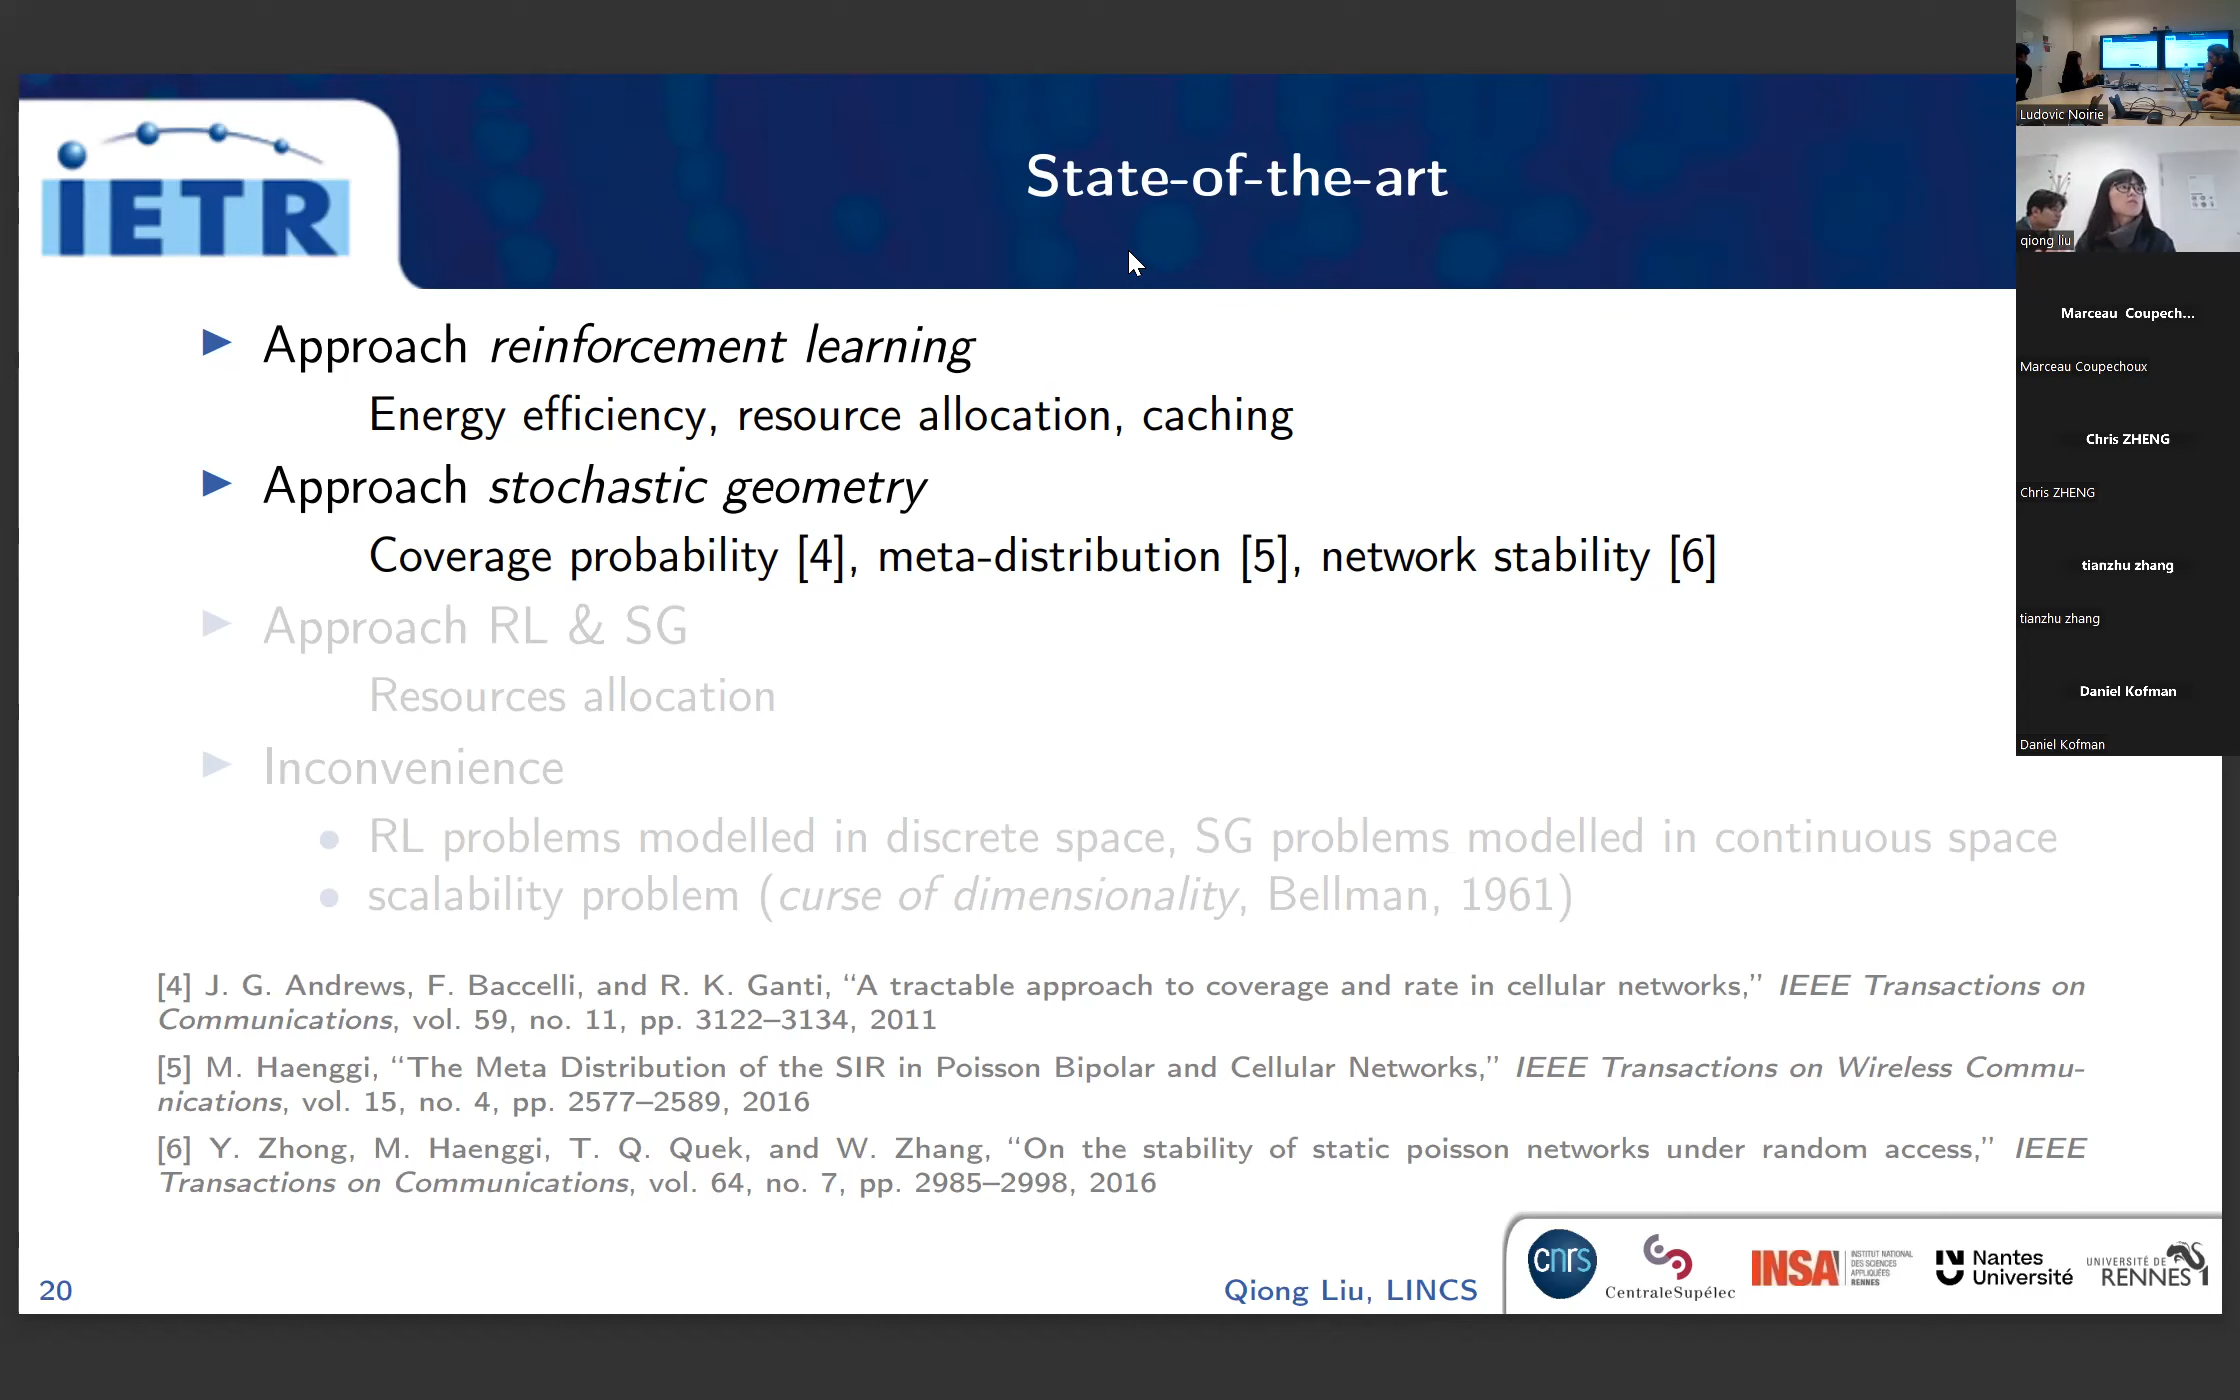 iETR
State-of-the-art
▶ Approach reinforcement learning
Energy efficiency, resource allocation, caching
▶ Approach stochastic geometry
Coverage probability [4], meta-distribution [5], network stability [6]
▶ Approach RL & SG
Resources allocation
▶ Inconvenience
• RL problems modelled in discrete space, SG problems modelled in continuous space
• scalability problem (curse of dimensionality, Bellman, 1961)
[4] J. G. Andrews, F. Baccelli, and R. K. Ganti, “A tractable approach to coverage and rate in cellular networks,” IEEE Transactions on
Communications, vol. 59, no. 11, pp. 3122–3134, 2011
[5] M. Haenggi, “The Meta Distribution of the SIR in Poisson Bipolar and Cellular Networks,” IEEE Transactions on Wireless Commu-
nications, vol. 15, no. 4, pp. 2577–2589, 2016
[6] Y. Zhong, M. Haenggi, T. Q. Quek, and W. Zhang, “On the stability of static poisson networks under random access,” IEEE
Transactions on Communications, vol. 64, no. 7, pp. 2985–2998, 2016
20
Qiong Liu, LINCS
cnrs
CentraleSupélec
INSA
INSTITUT NATIONAL
DES SCIENCES
APPLIQUÉES
RENNES
Nantes
Université
UNIVERSITÉ DE
RENNES 1
Ludovic Noirie
qiong liu
Marceau Coupech...
Marceau Coupechoux
Chris ZHENG
Chris ZHENG
tianzhu zhang
tianzhu zhang
Daniel Kofman
Daniel Kofman